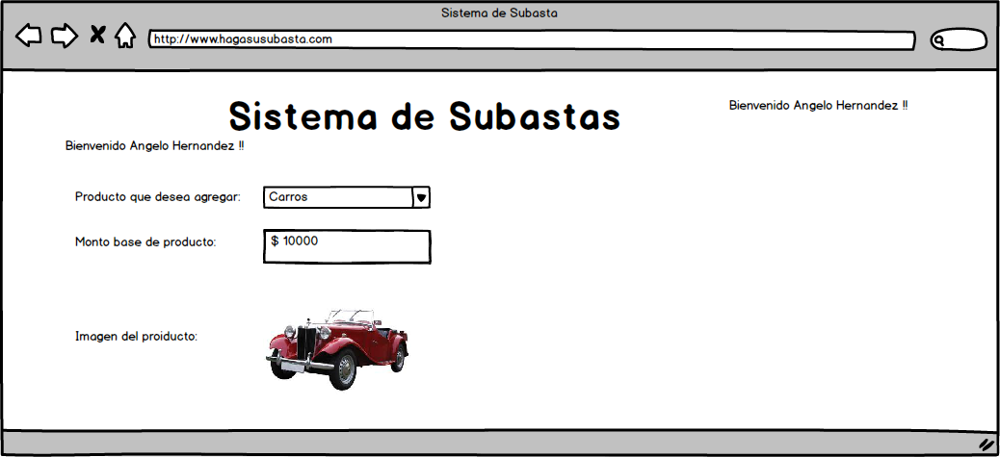 Sistema de Subasta
http://www.hagasusubasta.com
Sistema de Subastas
Bienvenido Angelo Hernandez !!
Bienvenido Angelo Hernandez !!
Producto que desea agregar:
Carros
Monto base de producto:
$ 10000
Imagen del proiducto: